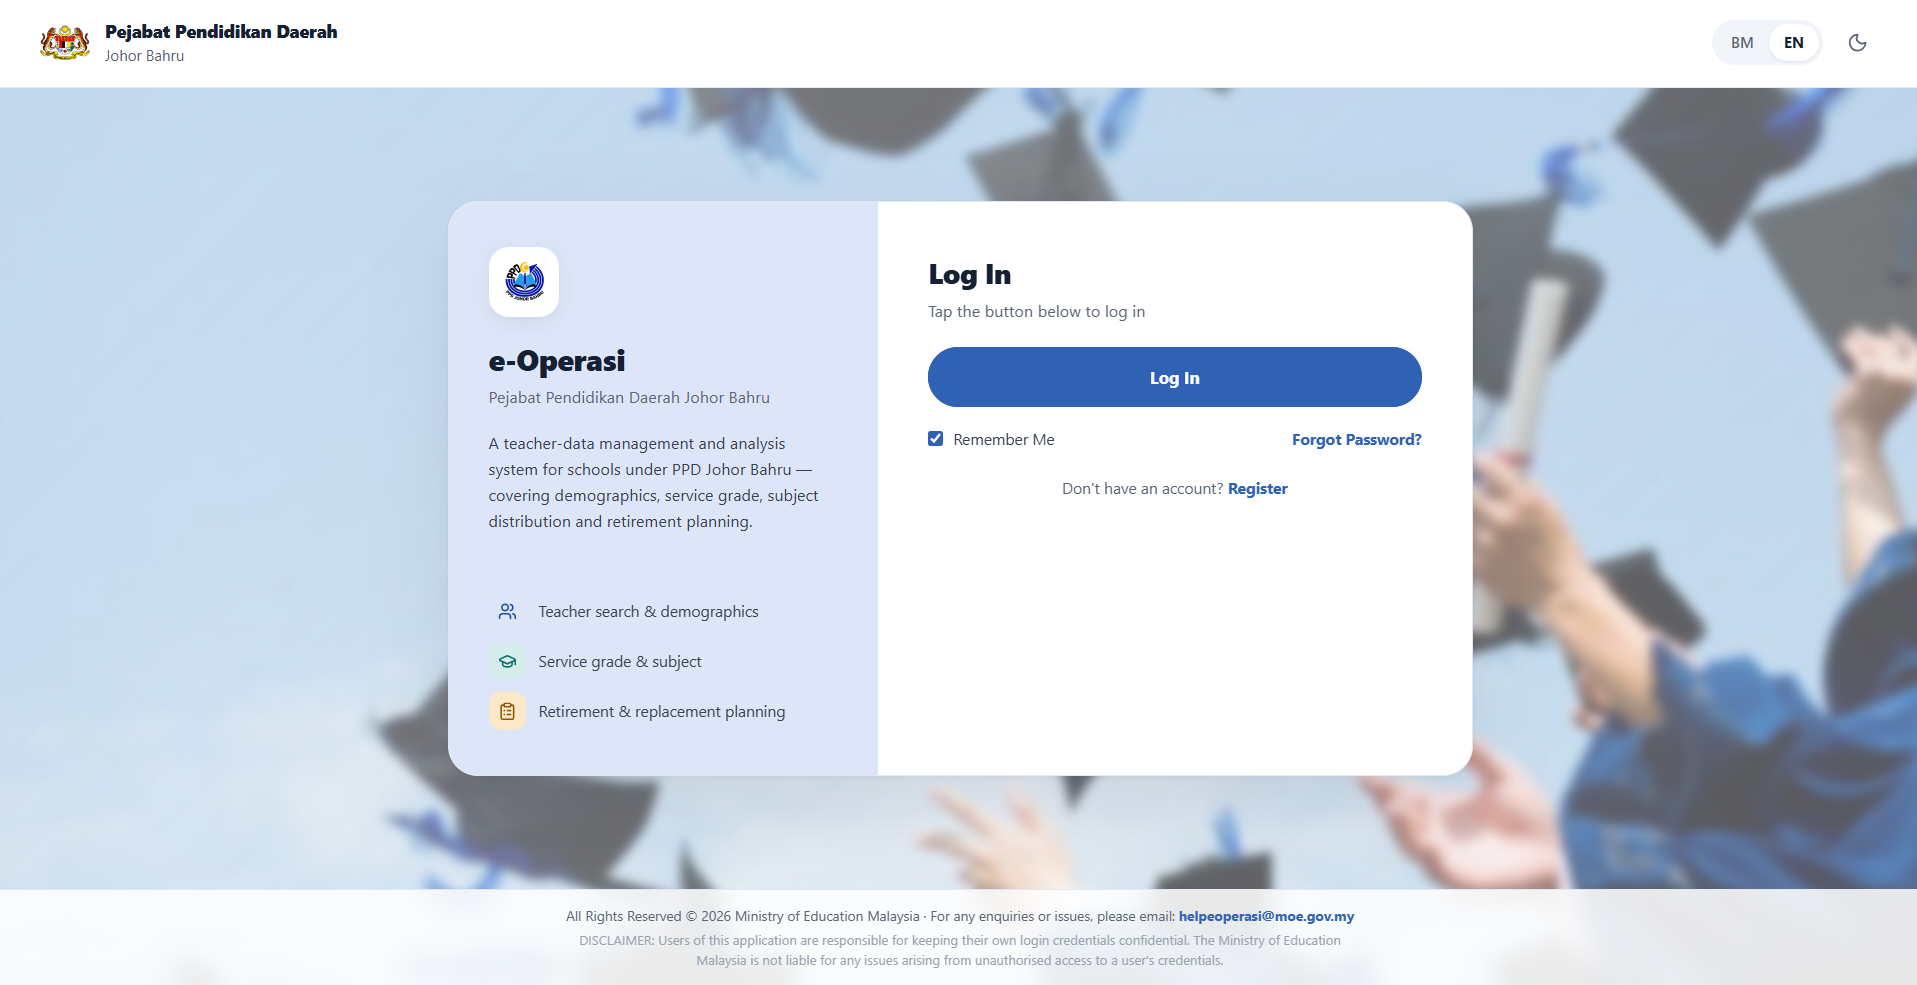 Pejabat Pendidikan Daerah
Johor Bahru
BM
EN
PPD
PPD JOHOR BAHRU
e-Operasi
Pejabat Pendidikan Daerah Johor Bahru
A teacher-data management and analysis
system for schools under PPD Johor Bahru —
covering demographics, service grade, subject
distribution and retirement planning.
Teacher search & demographics
Service grade & subject
Retirement & replacement planning
Log In
Tap the button below to log in
Log In
Remember Me
Forgot Password?
Don't have an account? Register
All Rights Reserved © 2026 Ministry of Education Malaysia · For any enquiries or issues, please email: helpeoperasi@moe.gov.my
DISCLAIMER: Users of this application are responsible for keeping their own login credentials confidential. The Ministry of Education
Malaysia is not liable for any issues arising from unauthorised access to a user's credentials.